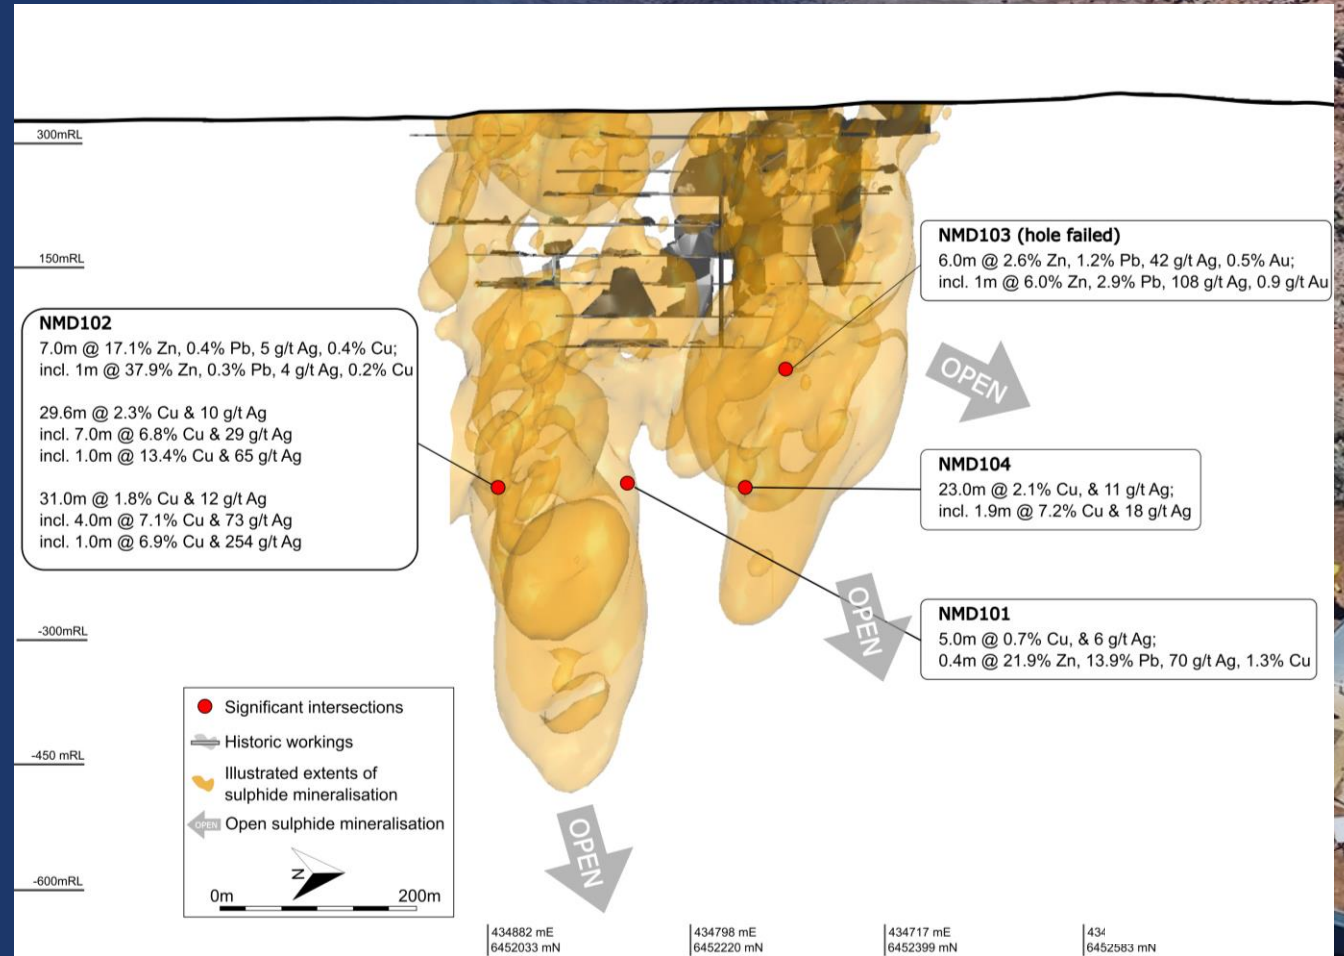 300mRL
150mRL
-300mRL
-450 mRL
-600mRL
NMD102
7.0m @ 17.1% Zn, 0.4% Pb, 5 g/t Ag, 0.4% Cu;
incl. 1m @ 37.9% Zn, 0.3% Pb, 4 g/t Ag, 0.2% Cu
29.6m @ 2.3% Cu & 10 g/t Ag
incl. 7.0m @ 6.8% Cu & 29 g/t Ag
incl. 1.0m @ 13.4% Cu & 65 g/t Ag
31.0m @ 1.8% Cu & 12 g/t Ag
incl. 4.0m @ 7.1% Cu & 73 g/t Ag
incl. 1.0m @ 6.9% Cu & 254 g/t Ag
NMD103 (hole failed)
6.0m @ 2.6% Zn, 1.2% Pb, 42 g/t Ag, 0.5% Au;
incl. 1m @ 6.0% Zn, 2.9% Pb, 108 g/t Ag, 0.9 g/t Au
OPEN
NMD104
23.0m @ 2.1% Cu, & 11 g/t Ag;
incl. 1.9m @ 7.2% Cu & 18 g/t Ag
OPEN
NMD101
5.0m @ 0.7% Cu, & 6 g/t Ag;
0.4m @ 21.9% Zn, 13.9% Pb, 70 g/t Ag, 1.3% Cu
Significant intersections
Historic workings
Illustrated extents of
sulphide mineralisation
OPEN Open sulphide mineralisation
N
0m 200m
OPEN
434882 mE
6452033 mN
434798 mE
6452220 mN
434717 mE
6452399 mN
6452583 mN